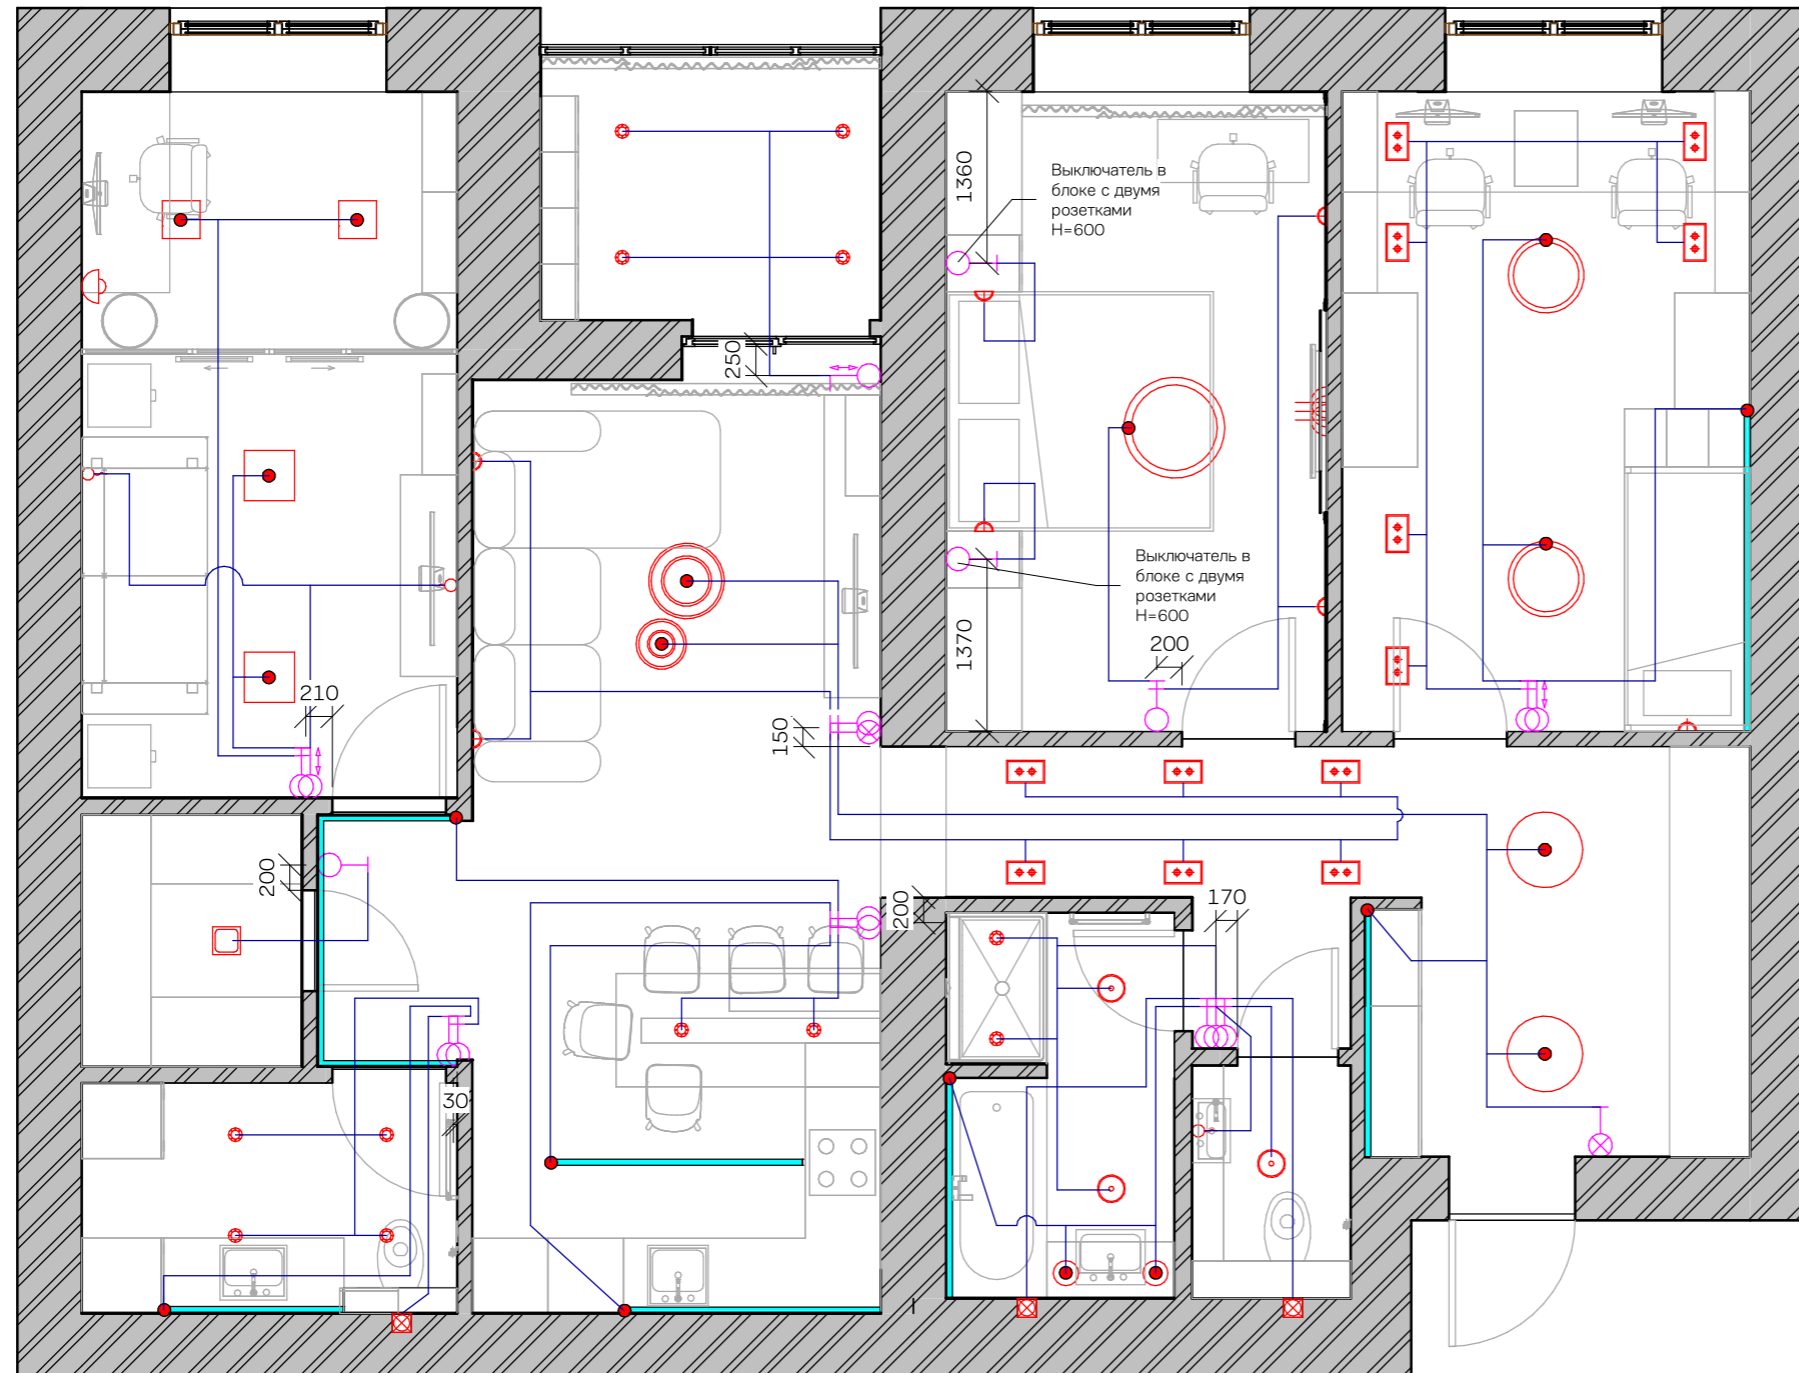 1360
Выключатель в
блоке с двумя
розетками
H=600
250
Выключатель в
блоке с двумя
розетками
H=600
1370
200
210
150
200
200
170
30